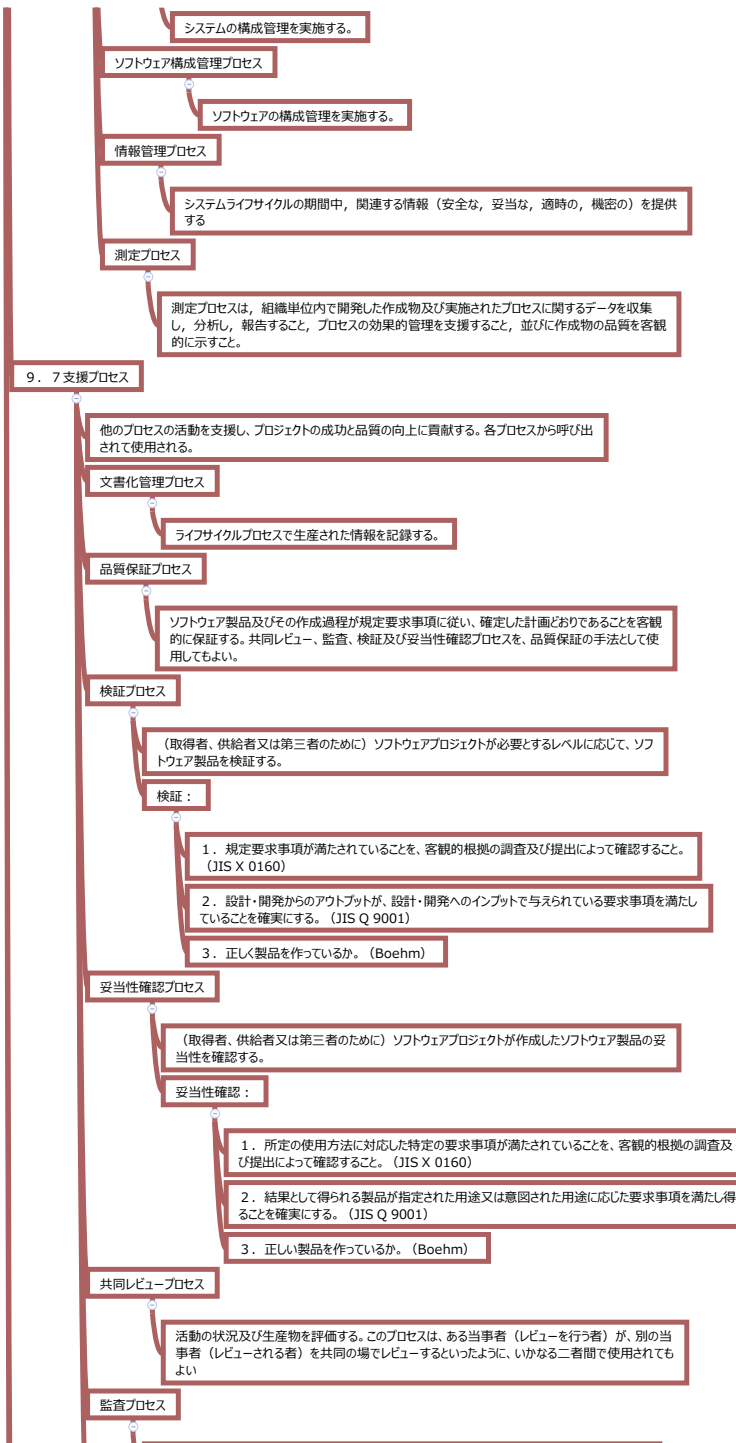 システムの構成管理を実施する。
ソフトウェア構成管理プロセス
ソフトウェアの構成管理を実施する。
情報管理プロセス
システムライフサイクルの期間中，関連する情報（安全な，妥当な，適時の，機密の）を提供
する
測定プロセス
測定プロセスは，組織単位内で開発した作成物及び実施されたプロセスに関するデータを収集
し，分析し，報告すること，プロセスの効果的管理を支援すること，並びに作成物の品質を客観
的に示すこと。
９．７支援プロセス
他のプロセスの活動を支援し、プロジェクトの成功と品質の向上に貢献する。各プロセスから呼び出
されて使用される。
文書化管理プロセス
ライフサイクルプロセスで生産された情報を記録する。
品質保証プロセス
ソフトウェア製品及びその作成過程が規定要求事項に従い、確定した計画どおりであることを客観
的に保証する。共同レビュー、監査、検証及び妥当性確認プロセスを、品質保証の手法として使
用してもよい。
検証プロセス
（取得者、供給者又は第三者のために）ソフトウェアプロジェクトが必要とするレベルに応じて、ソフ
トウェア製品を検証する。
検証：
１．規定要求事項が満たされていることを、客観的根拠の調査及び提出によって確認すること。
（JIS X 0160）
２．設計・開発からのアウトプットが、設計・開発へのインプットで与えられている要求事項を満たし
ていることを確実にする。（JIS Q 9001）
３．正しく製品を作っているか。（Boehm）
妥当性確認プロセス
（取得者、供給者又は第三者のために）ソフトウェアプロジェクトが作成したソフトウェア製品の妥
当性を確認する。
妥当性確認：
１．所定の使用方法に対応した特定の要求事項が満たされていることを、客観的根拠の調査及
び提出によって確認すること。（JIS X 0160）
２．結果として得られる製品が指定された用途又は意図された用途に応じた要求事項を満たし得
ることを確実にする。（JIS Q 9001）
３．正しい製品を作っているか。（Boehm）
共同レビュープロセス
活動の状況及び生産物を評価する。このプロセスは、ある当事者（レビューを行う者）が、別の当
事者（レビューされる者）を共同の場でレビューするといったように、いかなる二者間で使用されても
よい
監査プロセス